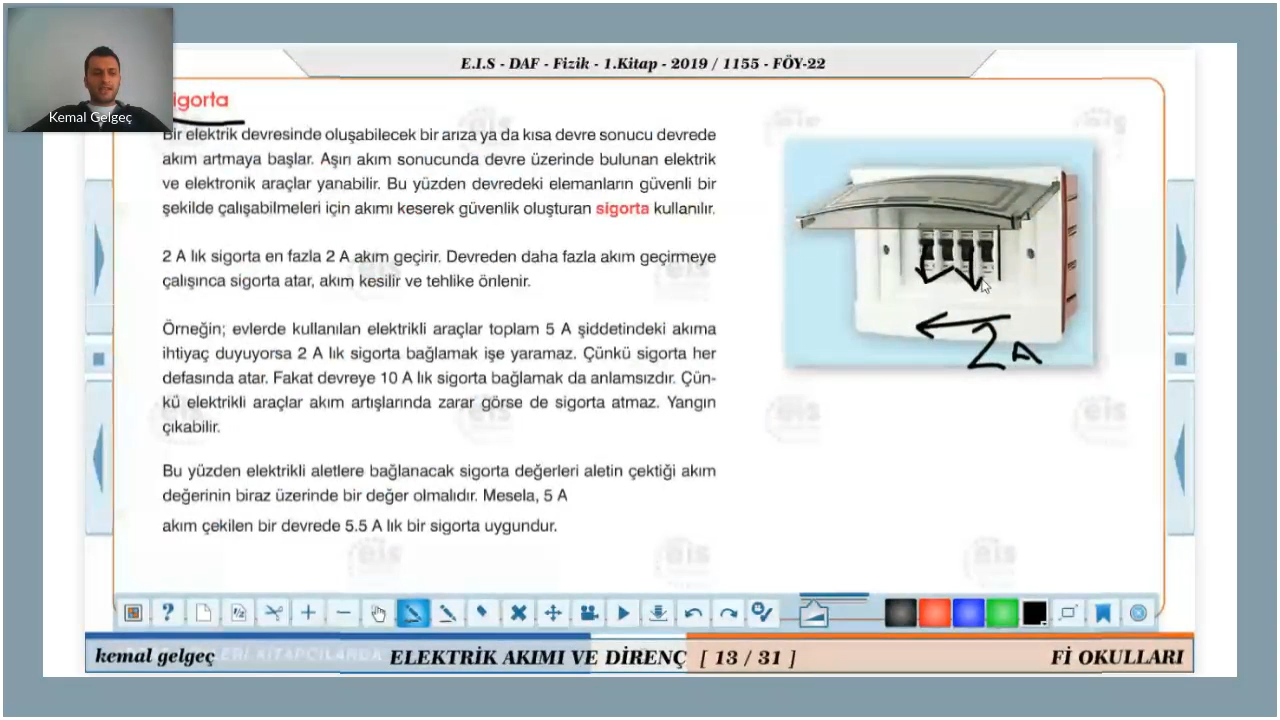 E.I.S - DAF - Fizik - 1.Kitap - 2019 / 1155 - FÖY-22
Kemal Gelgeç
igorta
Bir elektrik devresinde oluşabilecek bir arıza ya da kısa devre sonucu devrede
akım artmaya başlar. Aşırı akım sonucunda devre üzerinde bulunan elektrik
ve elektronik araçlar yanabilir. Bu yüzden devredeki elemanların güvenli bir
şekilde çalışabilmeleri için akımı keserek güvenlik oluşturan sigorta kullanılır.
2 A lık sigorta en fazla 2 A akım geçirir. Devreden daha fazla akım geçirmeye
çalışınca sigorta atar, akım kesilir ve tehlike önlenir.
Örneğin; evlerde kullanılan elektrikli araçlar toplam 5 A şiddetindeki akıma
ihtiyaç duyuyorsa 2 A lık sigorta bağlamak işe yaramaz. Çünkü sigorta her
defasında atar. Fakat devreye 10 A lık sigorta bağlamak da anlamsızdır. Çün-
kü elektrikli araçlar akım artışlarında zarar görse de sigorta atmaz. Yangın
çıkabilir.
Bu yüzden elektrikli aletlere bağlanacak sigorta değerleri aletin çektiği akım
değerinin biraz üzerinde bir değer olmalıdır. Mesela, 5 A
akım çekilen bir devrede 5.5 A lık bir sigorta uygundur.
2 A
eis
kemal gelgeç
ELEKTRİK AKIMI VE DİRENÇ [ 13 / 31 ]
Fİ OKULLARI